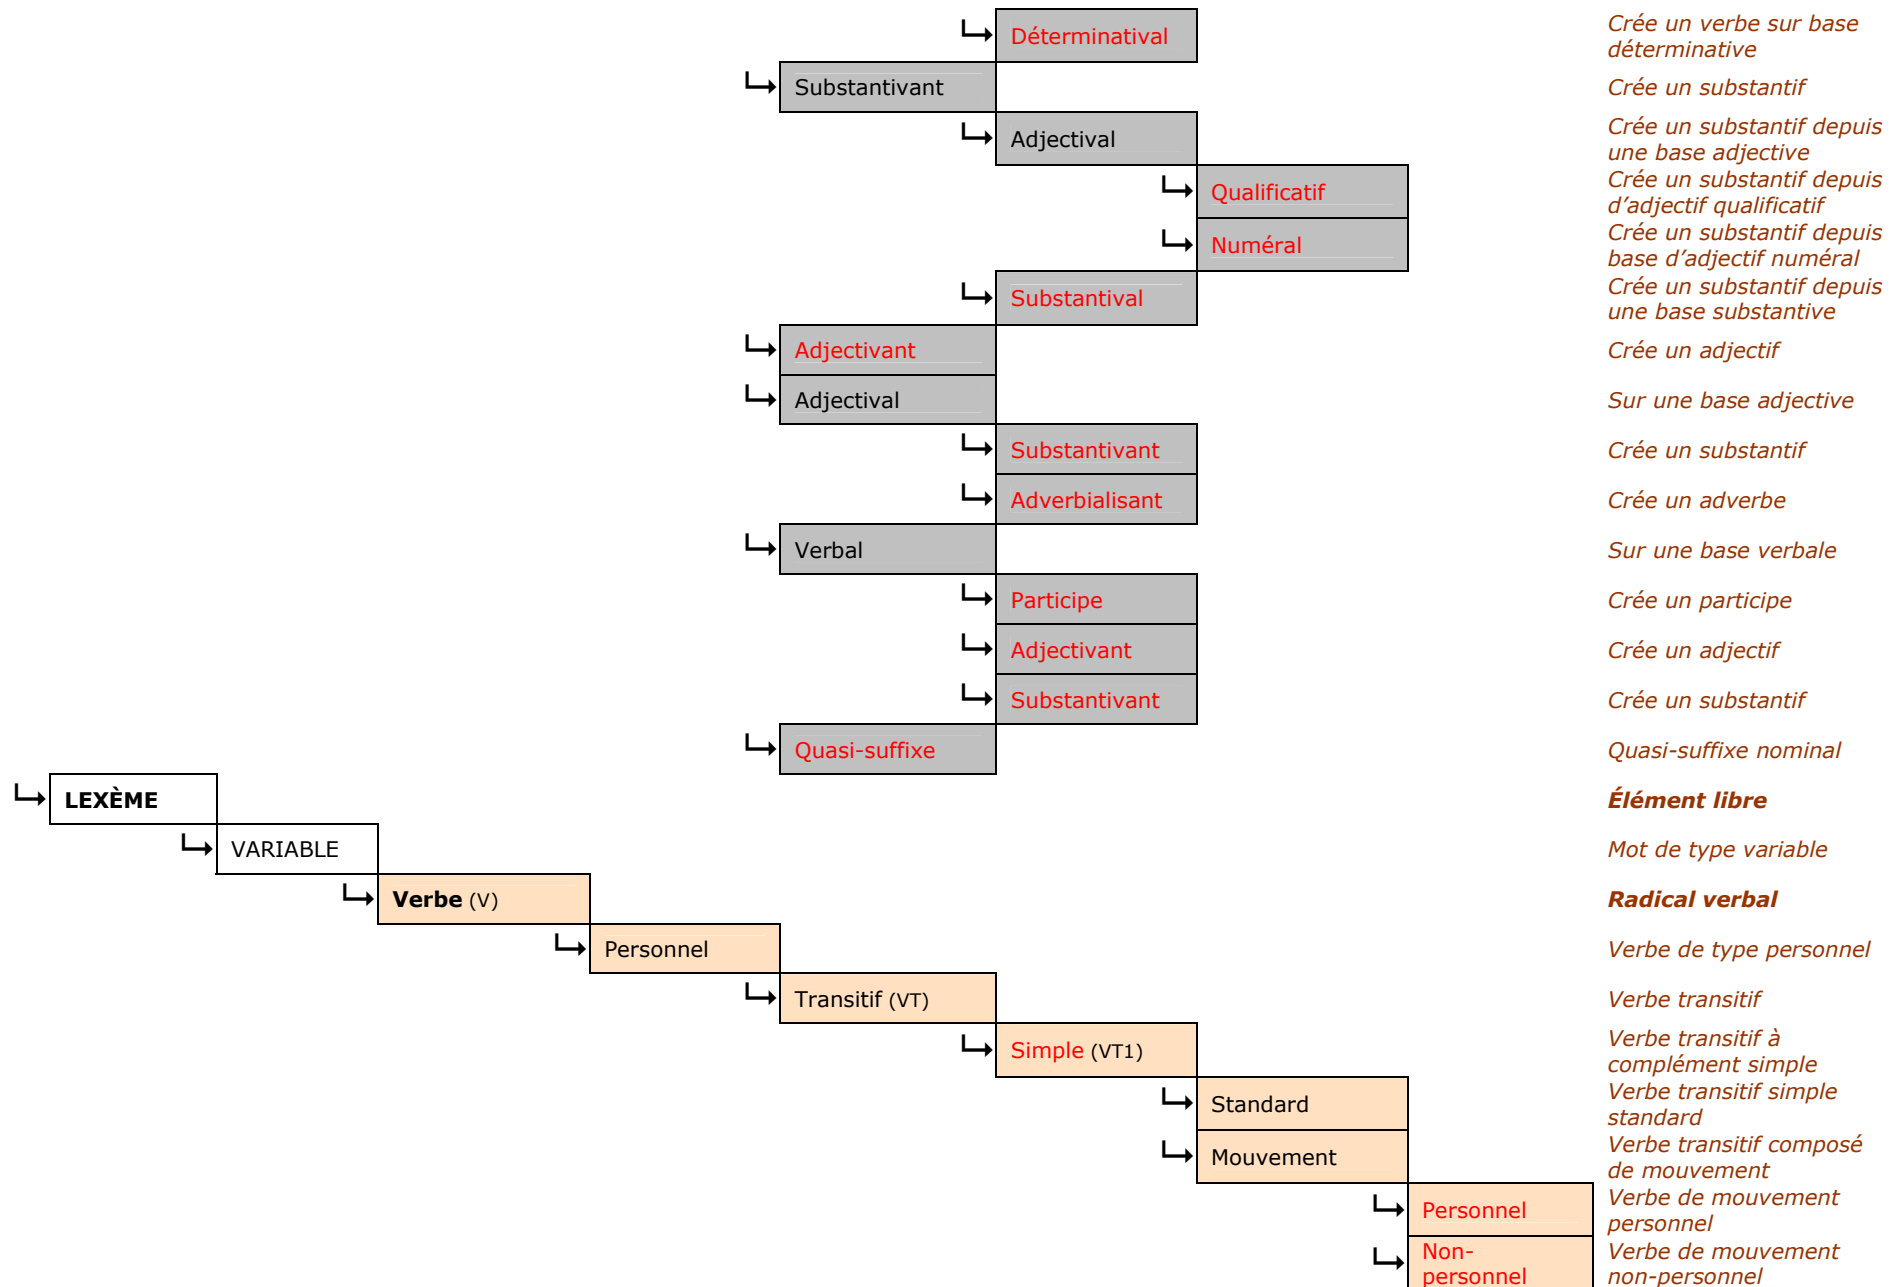 Déterminatival
Crée un verbe sur base
déterminative
Substantivant
Crée un substantif
Adjectival
Crée un substantif depuis
une base adjective
Qualificatif
Crée un substantif depuis
d’adjectif qualificatif
Numéral
Crée un substantif depuis
base d’adjectif numéral
Substantival
Crée un substantif depuis
une base substantive
Adjectivant
Crée un adjectif
Adjectival
Sur une base adjective
Substantivant
Crée un substantif
Adverbialisant
Crée un adverbe
Verbal
Sur une base verbale
Participe
Crée un participe
Adjectivant
Crée un adjectif
Substantivant
Crée un substantif
Quasi-suffixe
Quasi-suffixe nominal
LEXÈME
Élément libre
VARIABLE
Mot de type variable
Verbe (V)
Radical verbal
Personnel
Verbe de type personnel
Transitif (VT)
Verbe transitif
Simple (VT1)
Verbe transitif à
complément simple
Standard
Verbe transitif simple
standard
Mouvement
Verbe transitif composé
de mouvement
Personnel
Verbe de mouvement
personnel
Non-
personnel
Verbe de mouvement
non-personnel